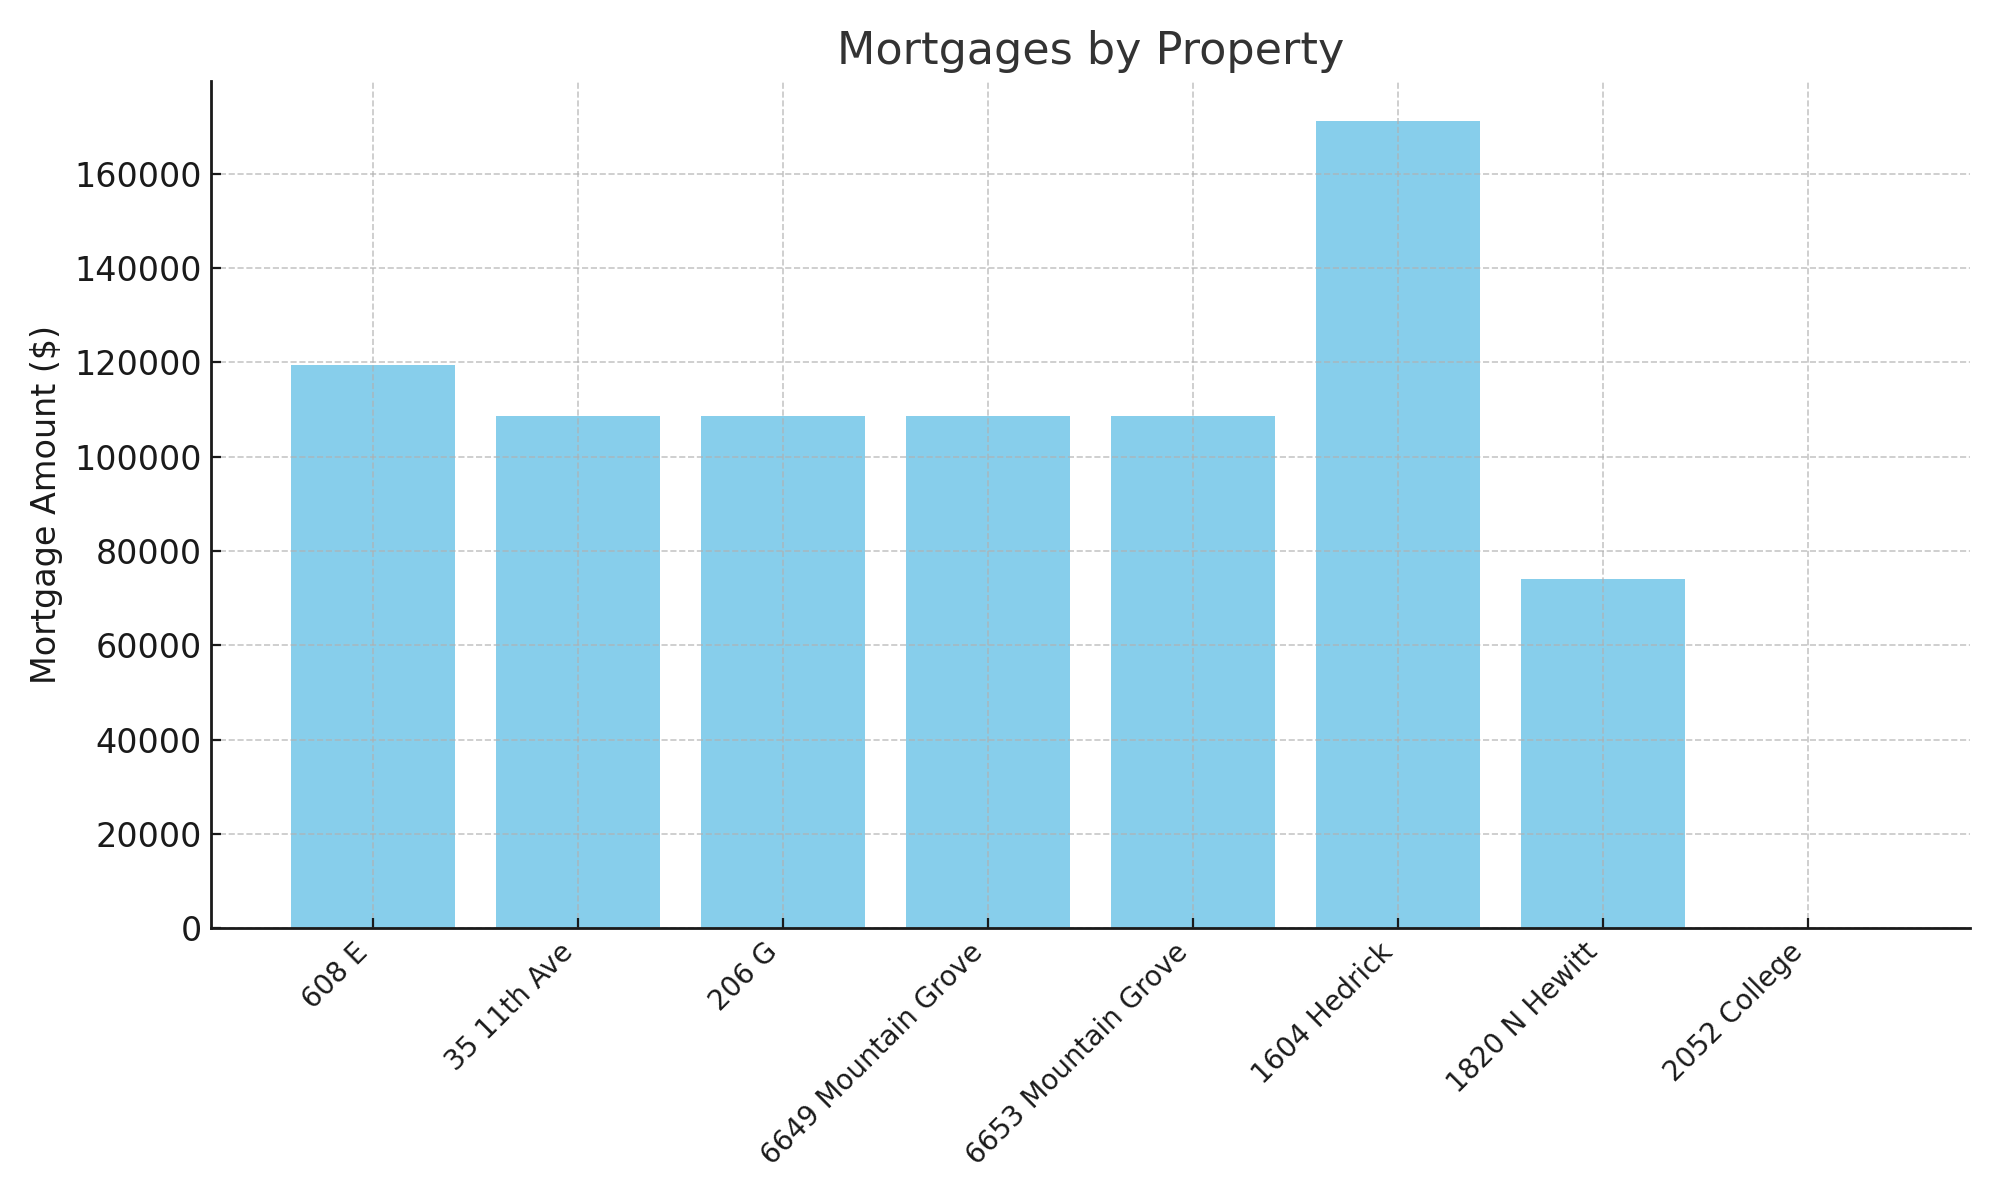 Mortgages by Property
Mortgage Amount ($)
160000
140000
120000
100000
80000
60000
40000
20000
0
608 E
35 11th Ave
206 G
6649 Mountain Grove
6653 Mountain Grove
1604 Hedrick
1820 N Hewitt
2052 College